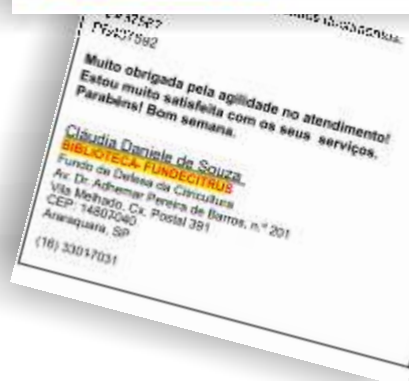 Muito obrigada pela agilidade no atendimento!
Estou muito satisfeita com os seus serviços.
Parabéns! Bom semana.
Cláudia Daniele de Souza
BIBLIOTECA- FUNDECITRUS
Fundo de Defesa da Citricultura
Av. Dr. Adhemar Pereira de Barros, n.º 201
Vila Melhado, Cx. Postal 391
CEP: 14807040
Araraquara, SP
(16) 33017031